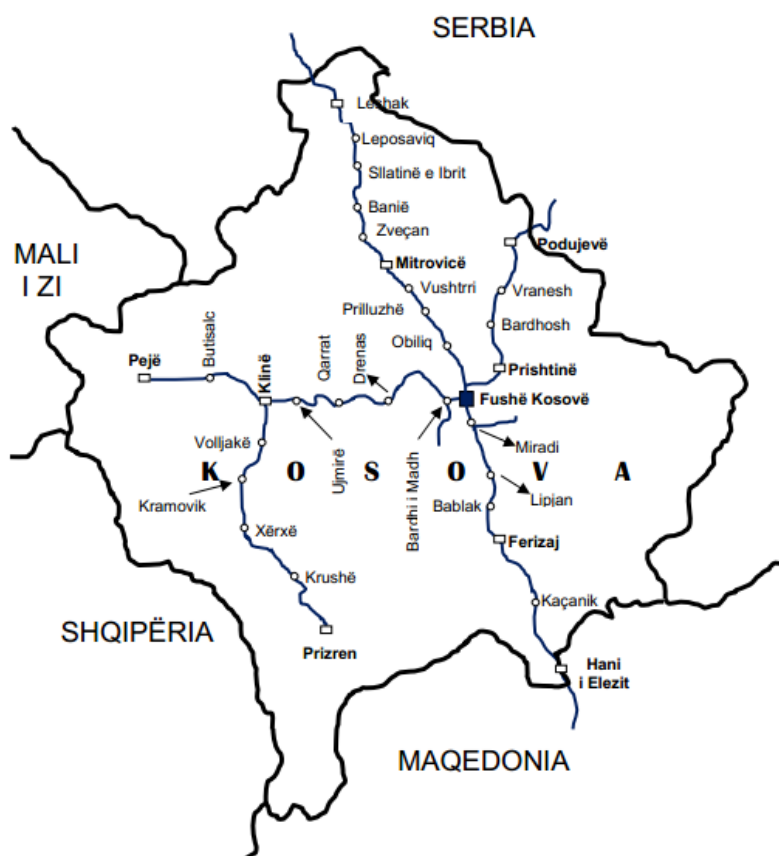 SERBIA
Leshak
Leposaviq
Sllatinë e Ibrit
Banië
Zveçan
MALI
I ZI
Podujevë
Mitrovicë
Vushtrri
Vranesh
Prilluzhë
Bardhosh
Obiliq
Butisalc
Pejë
Klinë
Qarrat
Drenas
Prishtinë
Fushë Kosovë
Volljakë
Ujmirë
Bardhi i Madh
Miradi
K O S O V A
Kramovik
Lipjan
Bablak
Xërxë
Ferizaj
Krushë
Kaçanik
SHQIPËRIA
Prizren
Hani
i Elezit
MAQEDONIA